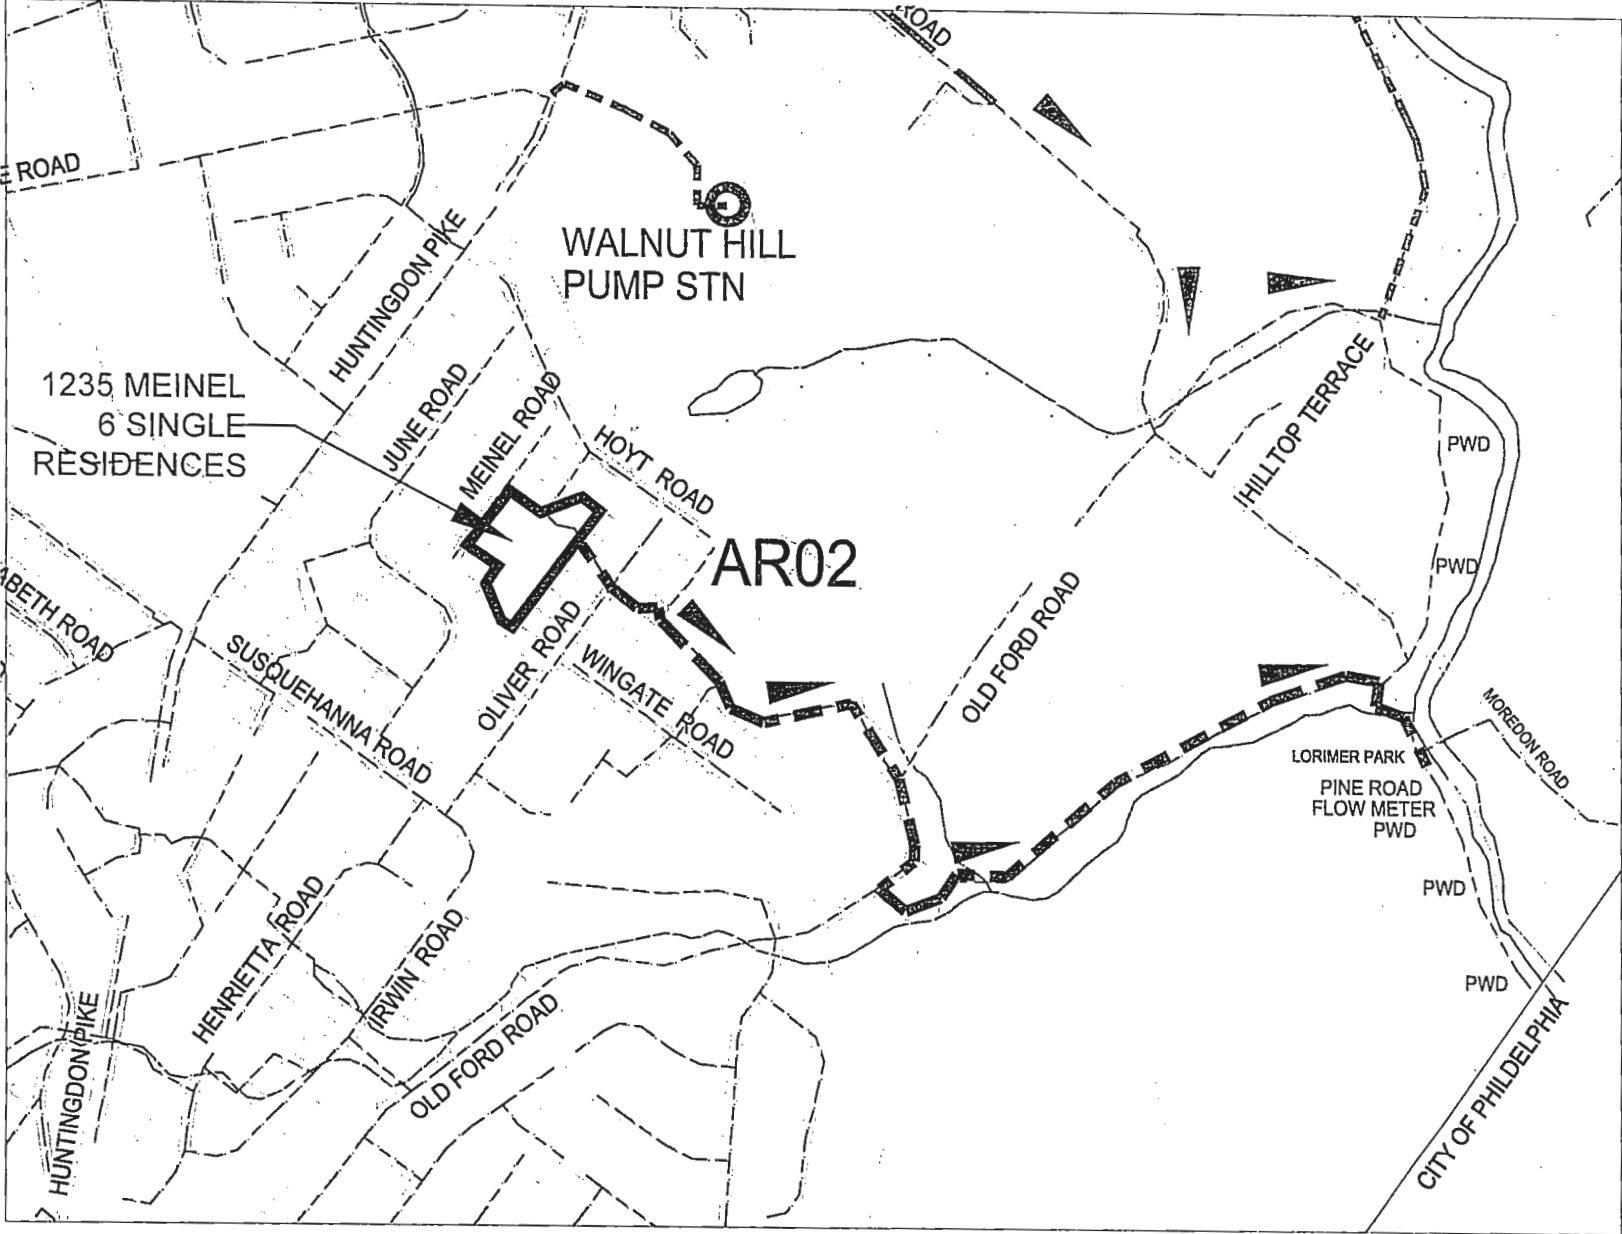 ROAD
E ROAD
HUNTINGDON PIKE
WALNUT HILL
PUMP STN
1235 MEINEL
6 SINGLE
RESIDENCES
JUNE ROAD
MEINEL ROAD
HOYT ROAD
HILLTOP TERRACE
PWD
PWD
AR02
ABETH ROAD
SUSQUEHANNA ROAD
OLIVER ROAD
WINGATE ROAD
OLD FORD ROAD
MOREDON ROAD
LORIMER PARK
PINE ROAD
FLOW METER
PWD
PWD
HENRIETTA ROAD
IRWIN ROAD
OLD FORD ROAD
HUNTINGDON PIKE
PWD
CITY OF PHILDELPHIA